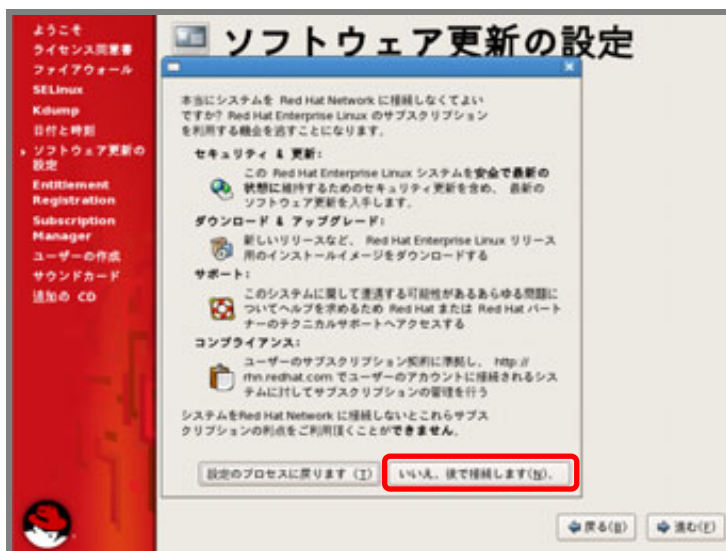 ようこそ
ライセンス同意書
ファイアウォール
SELinux
Kdump
日付と時刻
ソフトウェア更新の
設定
Entitlement
Registration
Subscription
Manager
ユーザーの作成
サウンドカード
追加の CD
ソフトウェア更新の設定
本当にシステムを Red Hat Network に接続しなくてよい
ですか? Red Hat Enterprise Linux のサブスクリプション
を利用する機会を逃すことになります。
セキュリティ & 更新:
この Red Hat Enterprise Linux システムを安全で最新の
状態に維持するためのセキュリティ更新を含め、 最新の
ソフトウェア更新を入手します。
ダウンロード & アップグレード:
新しいリリースなど、 Red Hat Enterprise Linux リリース
用のインストールイメージをダウンロードする
サポート:
このシステムに関して遭遇する可能性があるあらゆる問題に
ついてヘルプを求めるため Red Hat または Red Hat パート
ナーのテクニカルサポートへアクセスする
コンプライアンス:
ユーザーのサブスクリプション契約に準拠し、 http://
rhn.redhat.com でユーザーのアカウントに接続されるシス
テムに対してサブスクリプションの管理を行う
システムをRed Hat Network に接続しないとこれらサブス
クリプションの利点をご利用頂くことができません。
設定のプロセスに戻ります (T)
いいえ、後で接続します(N)。
戻る(B)
進む(F)